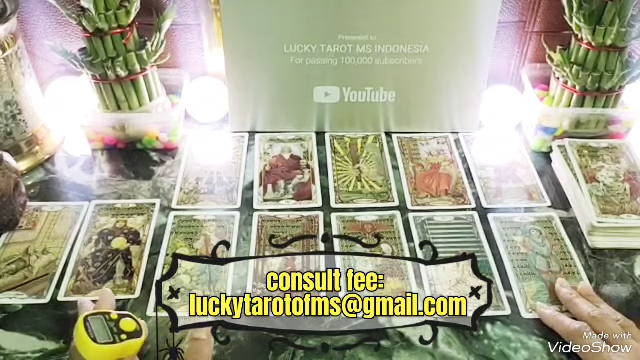 Presented to
LUCKY TAROT MS INDONESIA
For passing 100,000 subscribers
YouTube
consult fee:
luckytarotofms@gmail.com
Made with
VideoShow